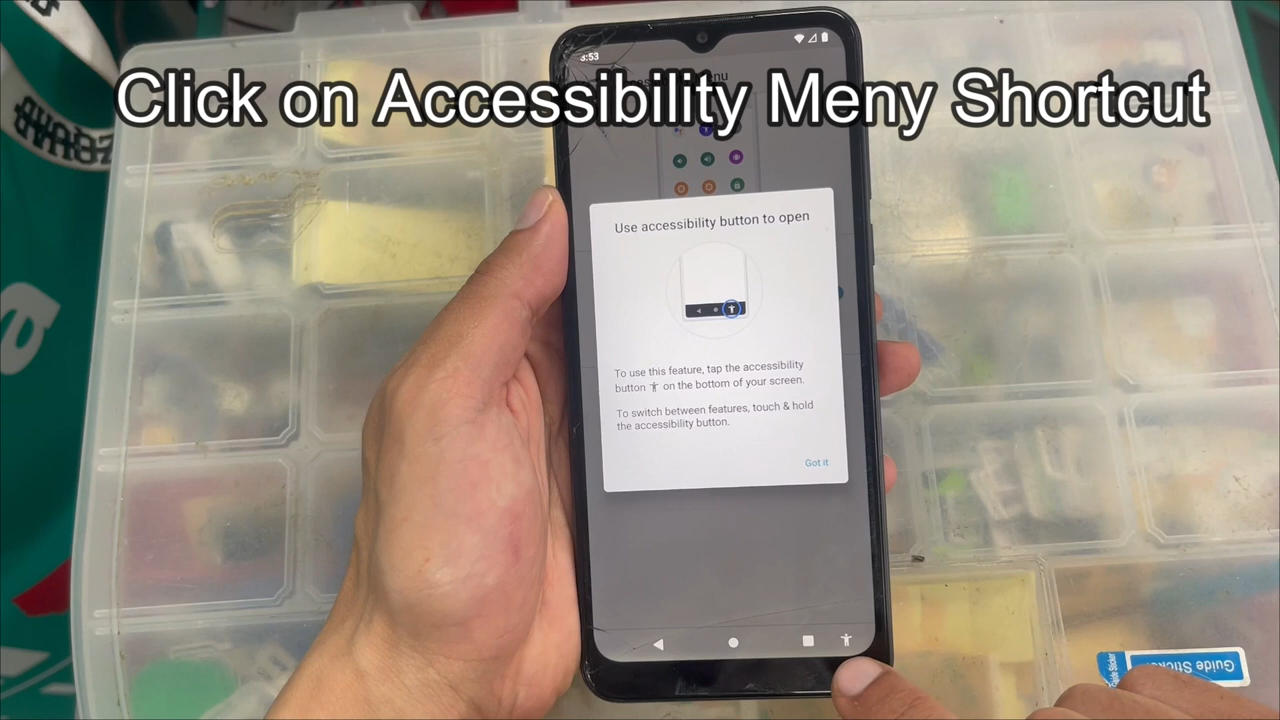 Click on Accessibility Meny Shortcut
3:53
Use accessibility button to open
To use this feature, tap the accessibility
button on the bottom of your screen.
To switch between features, touch & hold
the accessibility button.
Got it
Guide Sticker